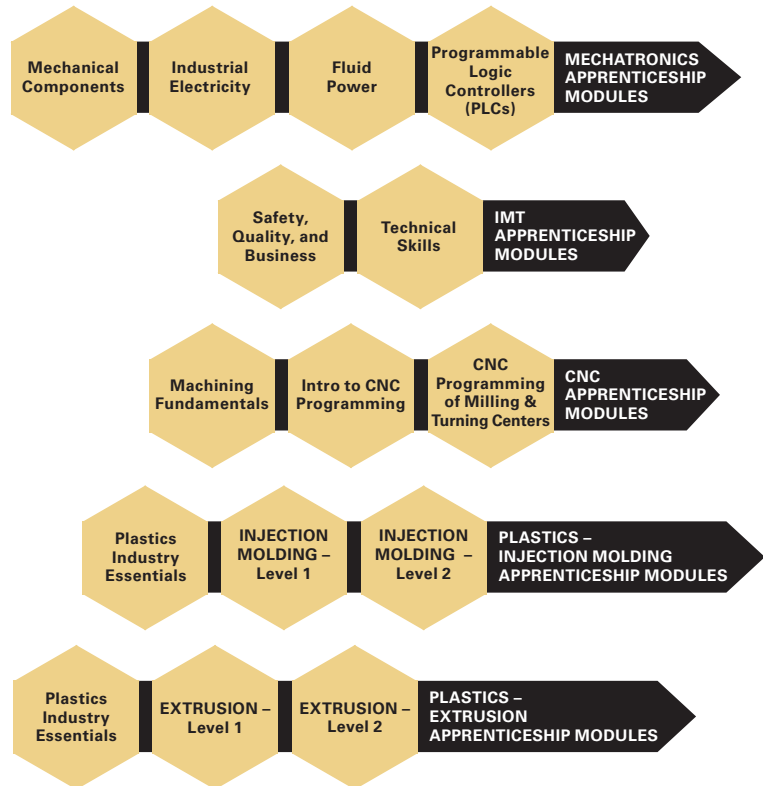 Mechanical
Components
Industrial
Electricity
Fluid
Power
Programmable
Logic
Controllers
(PLCs)
MECHATRONICS
APPRENTICESHIP
MODULES
Safety,
Quality, and
Business
Technical
Skills
IMT
APPRENTICESHIP
MODULES
Machining
Fundamentals
Intro to CNC
Programming
CNC
Programming
of Milling &
Turning Centers
CNC
APPRENTICESHIP
MODULES
Plastics
Industry
Essentials
INJECTION
MOLDING –
Level 1
INJECTION
MOLDING –
Level 2
PLASTICS –
INJECTION MOLDING
APPRENTICESHIP MODULES
Plastics
Industry
Essentials
EXTRUSION –
Level 1
EXTRUSION –
Level 2
PLASTICS –
EXTRUSION
APPRENTICESHIP MODULES